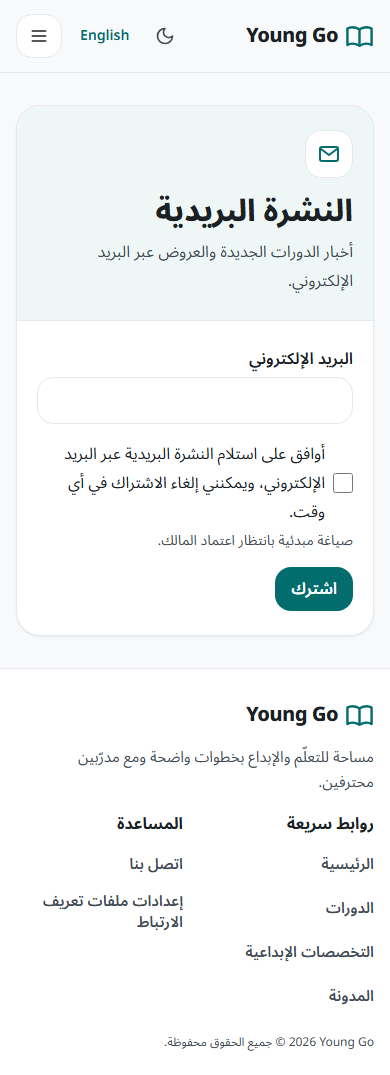 Young Go
English
النشرة البريدية
أخبار الدورات الجديدة والعروض عبر البريد
الإلكتروني.
البريد الإلكتروني
أوافق على استلام النشرة البريدية عبر البريد
الإلكتروني، ويمكنني إلغاء الاشتراك في أي
وقت.
صياغة مبدئية بانتظار اعتماد المالك.
اشترك
Young Go
مساحة للتعلّم والإبداع بخطوات واضحة ومع مدرّبين
محترفين.
روابط سريعة
الرئيسية
الدورات
التخصصات الإبداعية
المدونة
المساعدة
اتصل بنا
إعدادات ملفات تعريف
الارتباط
Young Go 2026 © جميع الحقوق محفوظة.